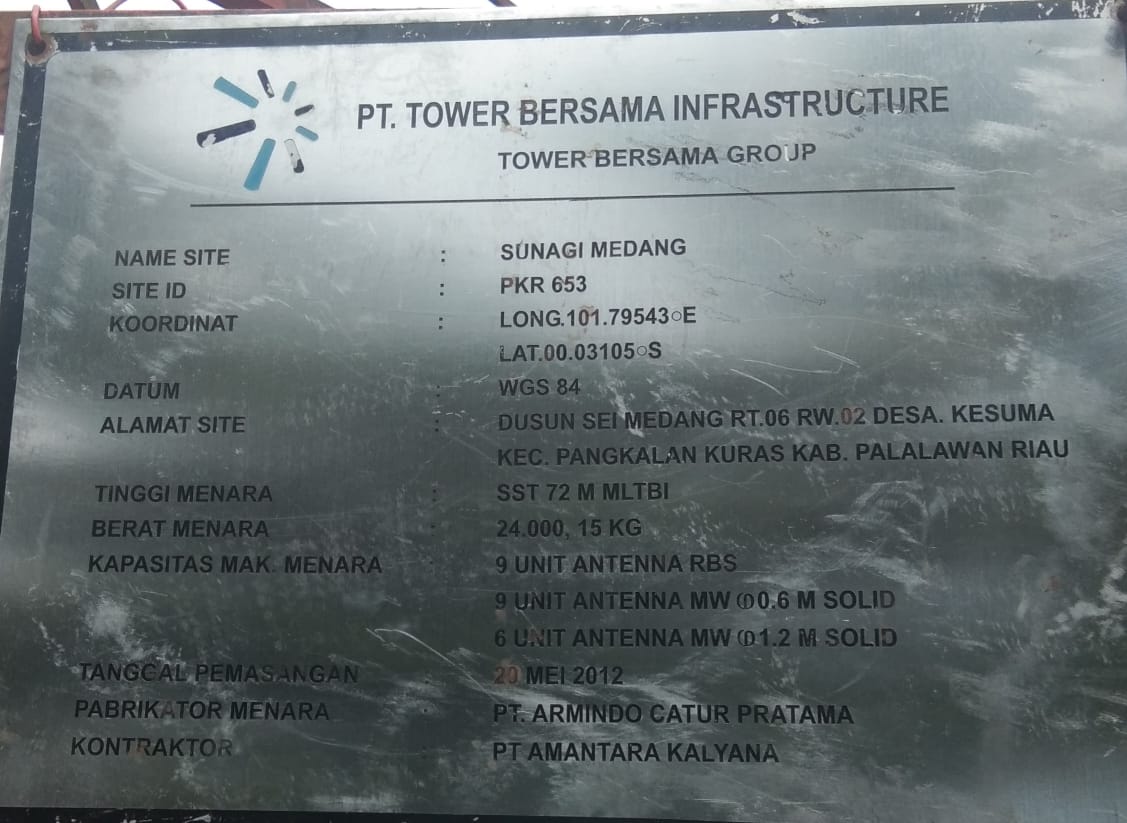 PT. TOWER BERSAMA INFRASTRUCTURE
TOWER BERSAMA GROUP
NAME SITE : SUNAGI MEDANG
SITE ID : PKR 653
KOORDINAT : LONG.101.79543○E
LAT.00.03105○S
DATUM : WGS 84
ALAMAT SITE : DUSUN SEI MEDANG RT.06 RW.02 DESA. KESUMA
KEC. PANGKALAN KURAS KAB. PALALAWAN RIAU
TINGGI MENARA : SST 72 M MLTBI
BERAT MENARA : 24.000, 15 KG
KAPASITAS MAK. MENARA : 9 UNIT ANTENNA RBS
9 UNIT ANTENNA MW φ0.6 M SOLID
6 UNIT ANTENNA MW φ1.2 M SOLID
TANGCAL PEMASANGAN : 20 MEI 2012
PABRIKATOR MENARA : PT. ARMINDO CATUR PRATAMA
KONTRAKTOR : PT AMANTARA KALYANA